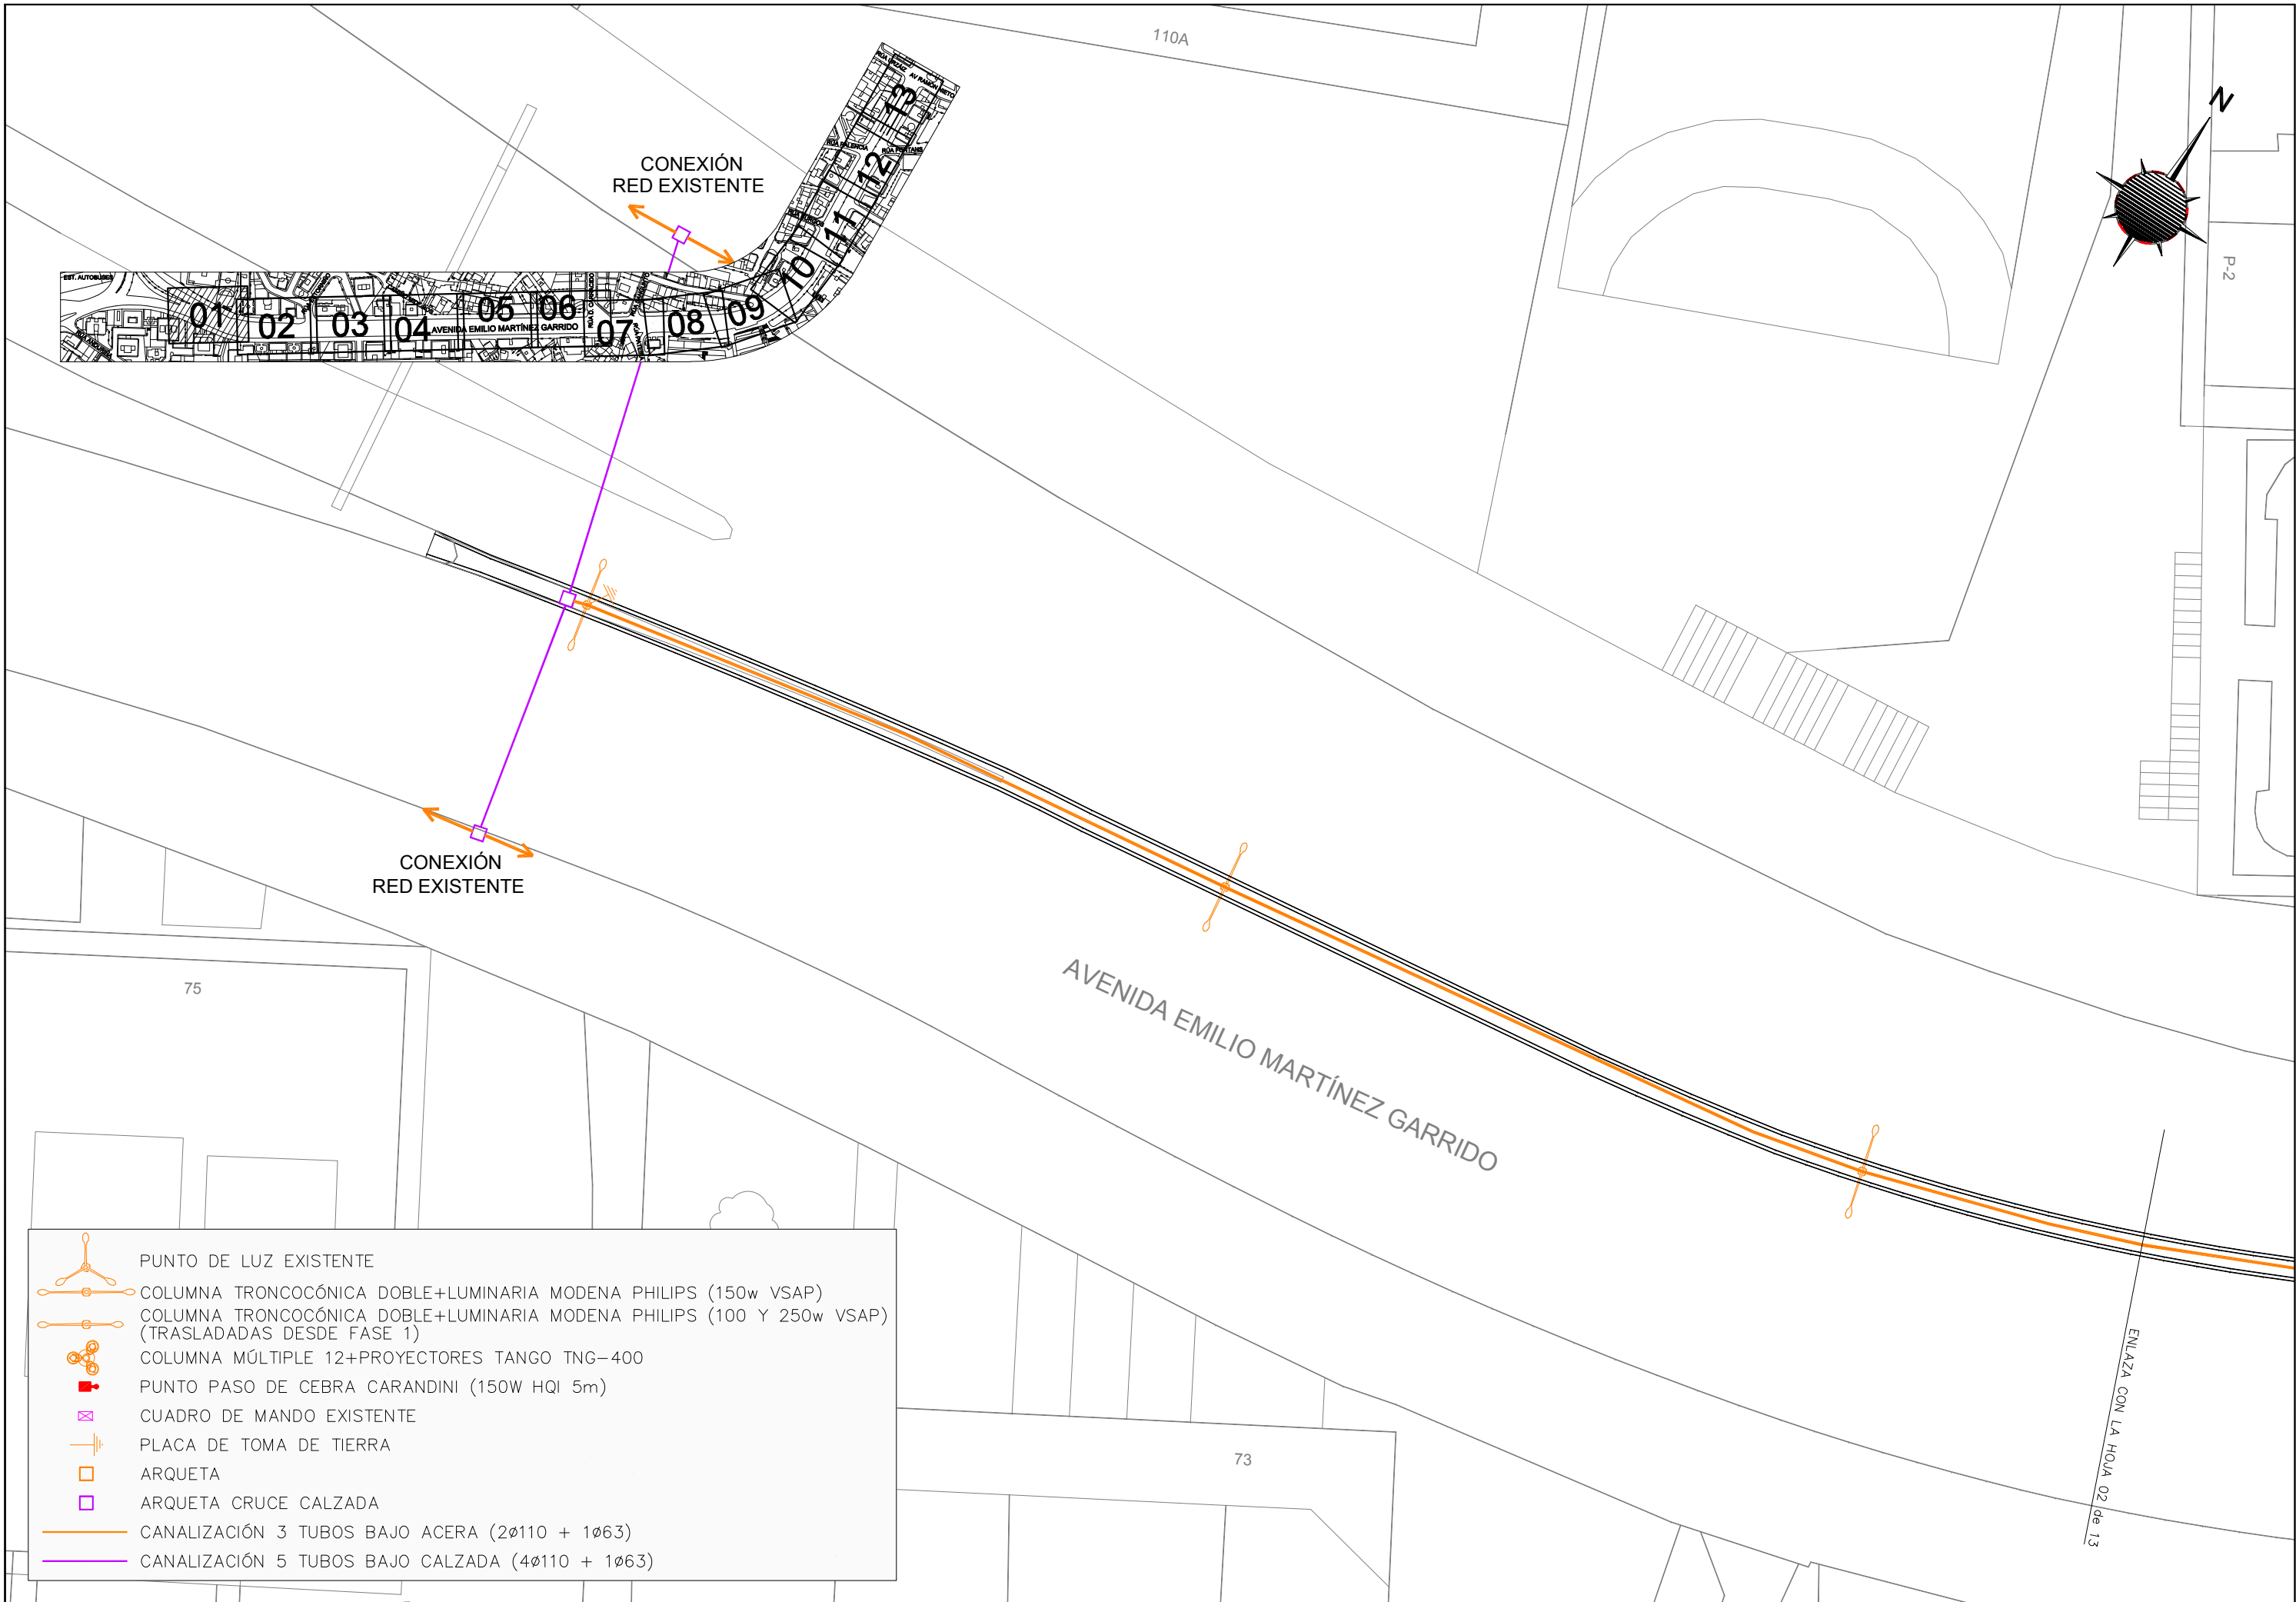 110A
N
P-2
CONEXIÓN
RED EXISTENTE
AV RAMÓN NIETO
13
12
11
10
EST. AUTOBUSES
01
02
03
04
05
06
07
08
09
AVENIDA EMILIO MARTÍNEZ GARRIDO
CONEXIÓN
RED EXISTENTE
75
AVENIDA EMILIO MARTÍNEZ GARRIDO
73
ENLAZA CON LA HOJA 02 de 13
PUNTO DE LUZ EXISTENTE
COLUMNA TRONCOCÓNICA DOBLE+LUMINARIA MODENA PHILIPS (150w VSAP)
COLUMNA TRONCOCÓNICA DOBLE+LUMINARIA MODENA PHILIPS (100 Y 250w VSAP)
(TRASLADADAS DESDE FASE 1)
COLUMNA MÚLTIPLE 12+PROYECTORES TANGO TNG-400
PUNTO PASO DE CEBRA CARANDINI (150W HQI 5m)
CUADRO DE MANDO EXISTENTE
PLACA DE TOMA DE TIERRA
ARQUETA
ARQUETA CRUCE CALZADA
CANALIZACIÓN 3 TUBOS BAJO ACERA (2ø110 + 1ø63)
CANALIZACIÓN 5 TUBOS BAJO CALZADA (4ø110 + 1ø63)